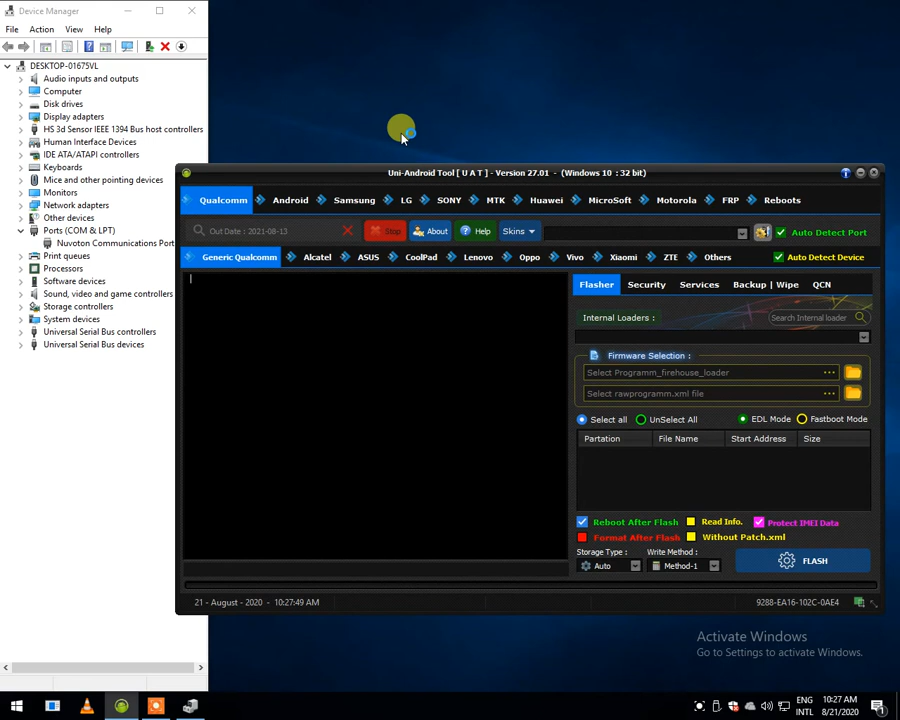 Device Manager
File Action View Help
DESKTOP-01675VL
Audio inputs and outputs
Computer
Disk drives
Display adapters
HS 3d Sensor IEEE 1394 Bus host controllers
Human Interface Devices
IDE ATA/ATAPI controllers
Keyboards
Mice and other pointing devices
Monitors
Network adapters
Other devices
Ports (COM & LPT)
Nuvoton Communications Port
Print queues
Processors
Software devices
Sound, video and game controllers
Storage controllers
System devices
Universal Serial Bus controllers
Universal Serial Bus devices
Uni-Android Tool [ U A T ] - Version 27.01 - (Windows 10 : 32 bit)
Qualcomm Android Samsung LG SONY MTK Huawei MicroSoft Motorola FRP Reboots
Out Date : 2021-08-13 Stop About Help Skins Auto Detect Port
Generic Qualcomm Alcatel ASUS CoolPad Lenovo Oppo Vivo Xiaomi ZTE Others Auto Detect Device
Flasher Security Services Backup | Wipe QCN
Internal Loaders : Search Internal loader
Firmware Selection :
Select Programm_firehouse_loader
Select rawprogramm.xml file
Select all UnSelect All EDL Mode Fastboot Mode
Partation File Name Start Address Size
Reboot After Flash Read Info. Protect IMEI Data
Format After Flash Without Patch.xml
Storage Type : Write Method :
Auto Method-1 FLASH
21 - August - 2020 - 10:27:49 AM 9288-EA16-102C-0AE4
Activate Windows
Go to Settings to activate Windows.
ENG 10:27 AM
INTL 8/21/2020
1